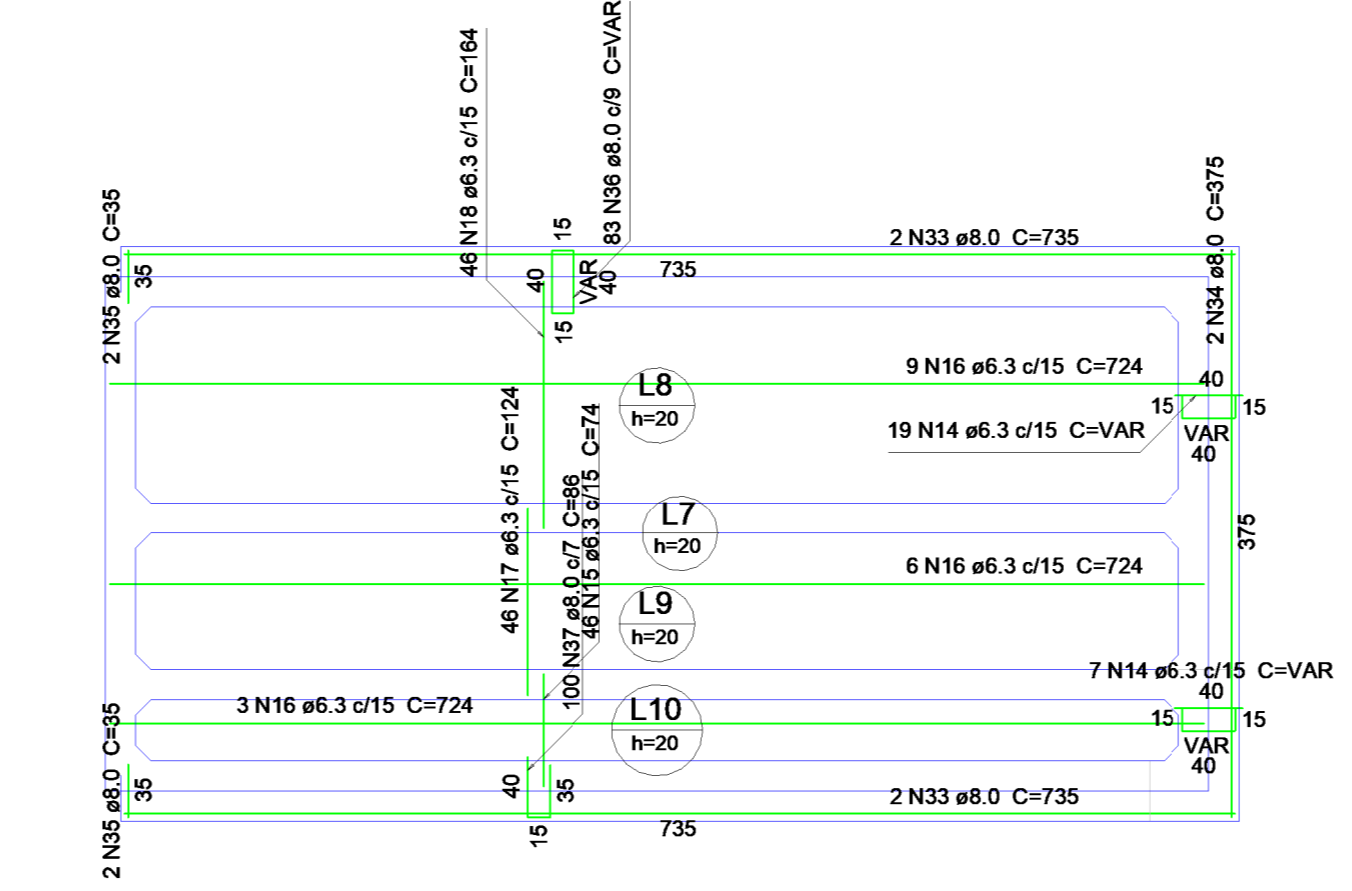 46 N18 ø6.3 c/15 C=164
83 N36 ø8.0 c/9 C=VAR
2 N34 ø8.0 C=375
2 N35 ø8.0 C=35
35
15
40
VAR
40
15
2 N33 ø8.0 C=735
735
L8
h=20
9 N16 ø6.3 c/15 C=724
40
15
15
19 N14 ø6.3 c/15 C=VAR
VAR
40
46 N17 ø6.3 c/15 C=124
100 N37 ø8.0 c/7 C=86
46 N15 ø6.3 c/15 C=74
L7
h=20
375
6 N16 ø6.3 c/15 C=724
L9
h=20
7 N14 ø6.3 c/15 C=VAR
40
3 N16 ø6.3 c/15 C=724
L10
h=20
15
15
VAR
40
2 N35 ø8.0 C=35
35
40
35
15
2 N33 ø8.0 C=735
735